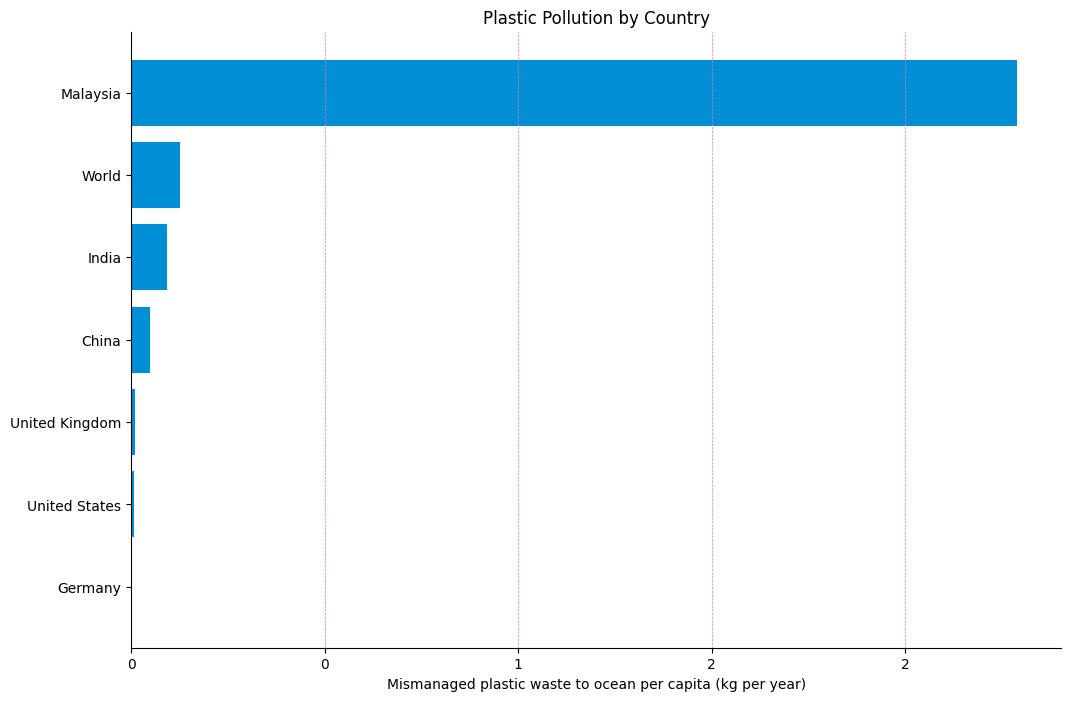 Plastic Pollution by Country
Malaysia
World
India
China
United Kingdom
United States
Germany
0 0 1 2 2
Mismanaged plastic waste to ocean per capita (kg per year)